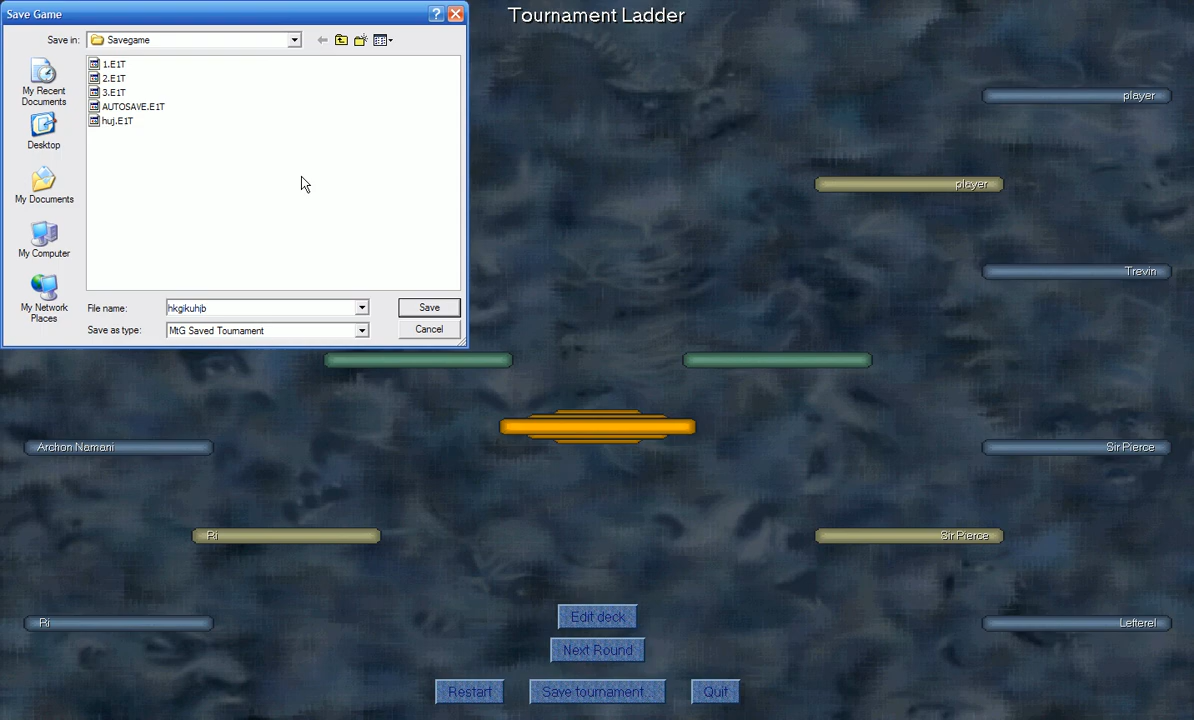 Save Game
Tournament Ladder
Save in: Savegame
My Recent
Documents
Desktop
My Documents
My Computer
My Network
Places
1.E1T
2.E1T
3.E1T
AUTOSAVE.E1T
huj.E1T
File name: hkgikuhjb Save
Save as type: MtG Saved Tournament Cancel
player
player
Trevin
Archon Namani
Sir Pierce
Ri
Sir Pierce
Ri
Lefterel
Edit deck
Next Round
Restart
Save tournament
Quit